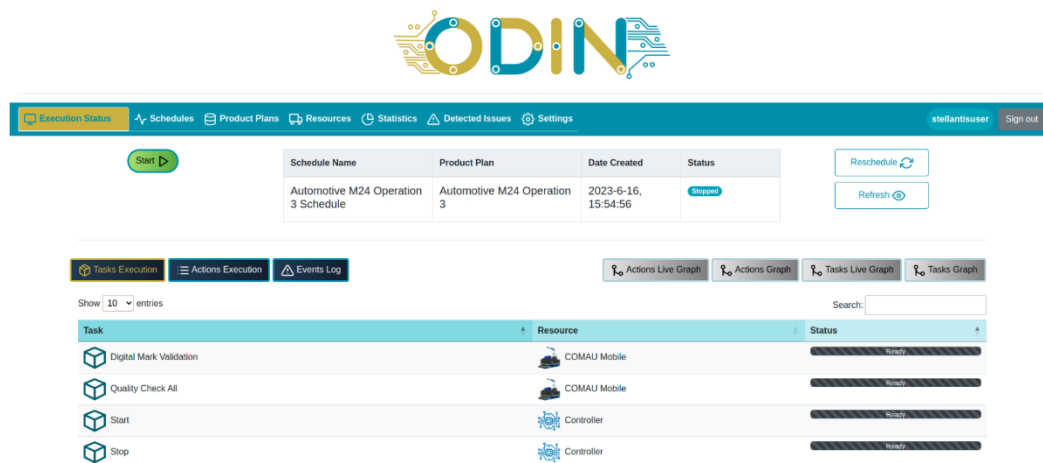 ODIN
Execution Status Schedules Product Plans Resources Statistics Detected Issues Settings stellantisuser Sign out
Start
Schedule Name Product Plan Date Created Status
Automotive M24 Operation 3 Schedule Automotive M24 Operation 3 2023-6-16, 15:54:56 Stopped
Reschedule
Refresh
Tasks Execution Actions Execution Events Log Actions Live Graph Actions Graph Tasks Live Graph Tasks Graph
Show 10 entries Search:
Task Resource Status
Digital Mark Validation COMAU Mobile Ready
Quality Check All COMAU Mobile Ready
Start Controller Ready
Stop Controller Ready